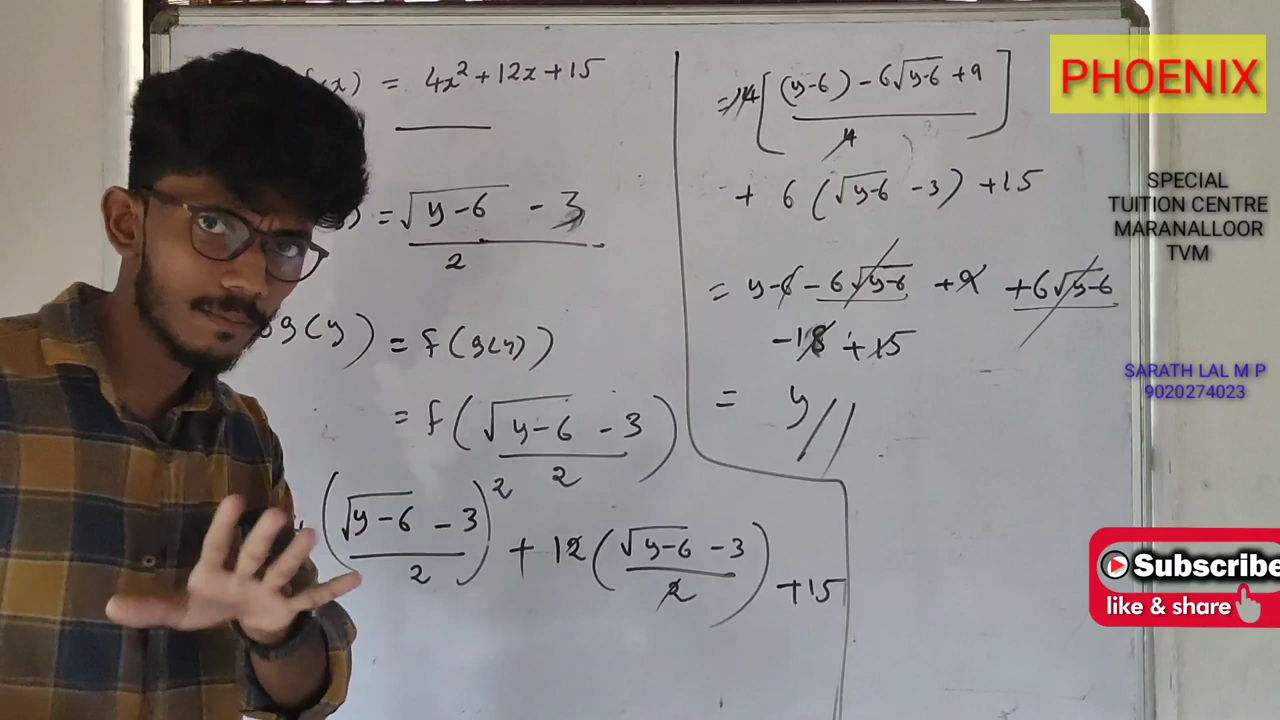 (x) = 4x² + 12x + 15
) = √(y-6) - 3 / 2
og(y) = f(g(y))
= f((√(y-6) - 3) / 2)
((√(y-6) - 3) / 2)² + 12((√(y-6) - 3) / 2) + 15
= 4[((y-6) - 6√(y-6) + 9) / 4]
+ 6(√(y-6) - 3) + 15
= y - 6 - 6√(y-6) + 9 + 6√(y-6)
-18 + 15
= y //
PHOENIX
SPECIAL
TUITION CENTRE
MARANALLOOR
TVM
SARATH LAL M P
9020274023
Subscribe
like & share